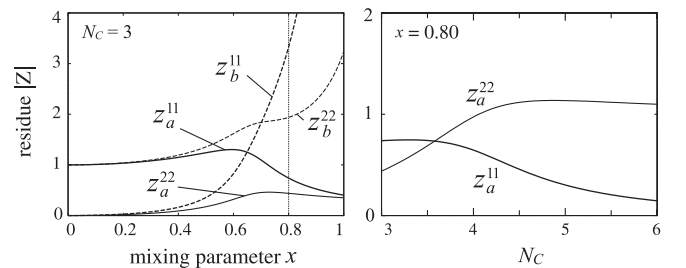 residue |Z|
4
3
2
1
0
N_C = 3
z_b^{11}
z_a^{11}
z_b^{22}
z_a^{22}
0 0.2 0.4 0.6 0.8 1
mixing parameter x
2
1
0
x = 0.80
z_a^{22}
z_a^{11}
3 4 5 6
N_C